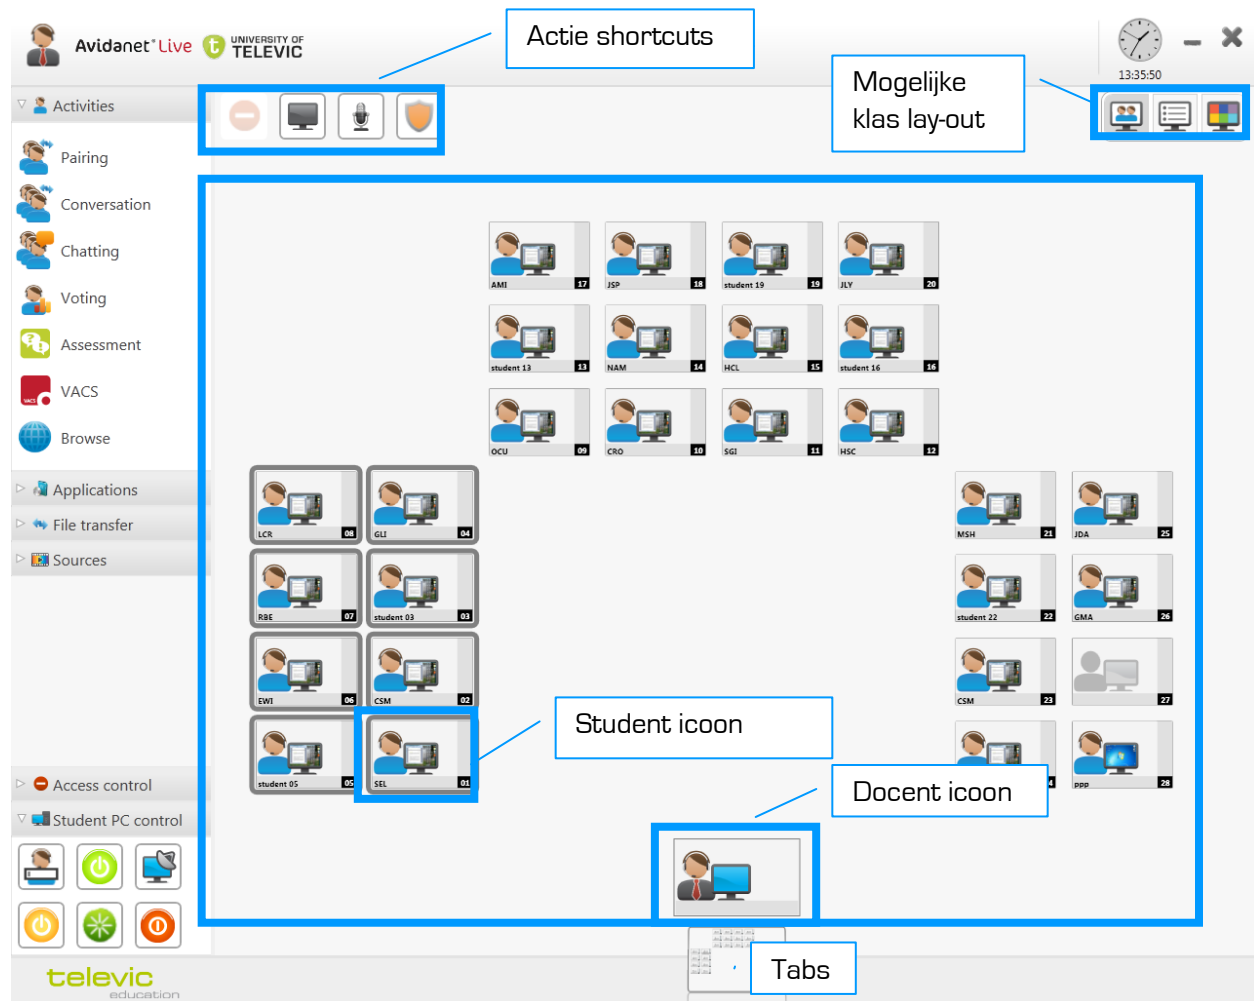 Avidanet® Live
UNIVERSITY OF
TELEVIC
Actie shortcuts
Mogelijke
klas lay-out
13:35:50
Activities
Pairing
Conversation
Chatting
Voting
Assessment
VACS
VACS
Browse
Applications
File transfer
Sources
Access control
Student PC control
AMI 17
JSP 18
student 19 19
JLY 20
student 13 13
NAM 14
HCL 15
student 16 16
OCU 09
CRO 10
SGI 11
HSC 12
LCR 08
GLI 04
MSH 21
JDA 25
RBE 07
student 03 03
student 22 22
GMA 26
EWI 06
CSM 02
CSM 23
27
student 05 05
SEL 01
4
ppp 28
Student icoon
Docent icoon
Tabs
televic
education